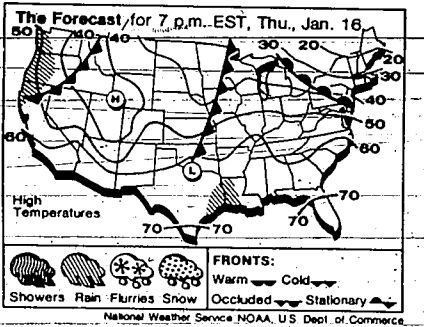 The Forecast for 7 p.m. EST, Thu., Jan. 16
50 40 40 30 20
20
30
40
50
60 60
H
L
High
Temperatures
70 70 70 70
FRONTS:
Warm Cold
Showers Rain Flurries Snow Occluded Stationary
National Weather Service NOAA, U.S. Dept. of Commerce